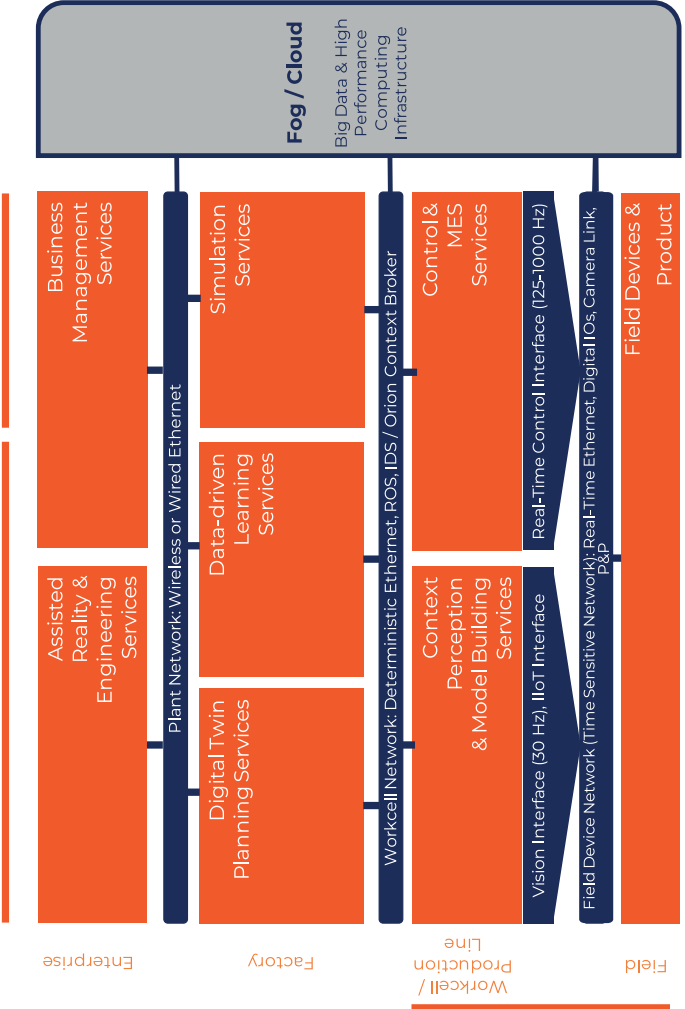 Fog / Cloud
Big Data & High
Performance
Computing
Infrastructure
Enterprise
Assisted
Reality &
Engineering
Services
Business
Management
Services
Plant Network: Wireless or Wired Ethernet
Factory
Digital Twin
Planning Services
Data-driven
Learning
Services
Simulation
Services
Workcell Network: Deterministic Ethernet, ROS, IDS / Orion Context Broker
Workcell /
Production
Line
Context
Perception
& Model Building
Services
Control &
MES
Services
Vision Interface (30 Hz), IIoT Interface
Real-Time Control Interface (125-1000 Hz)
Field Device Network (Time Sensitive Network): Real-Time Ethernet, Digital IOs, Camera Link,
P&P
Field
Field Devices &
Product